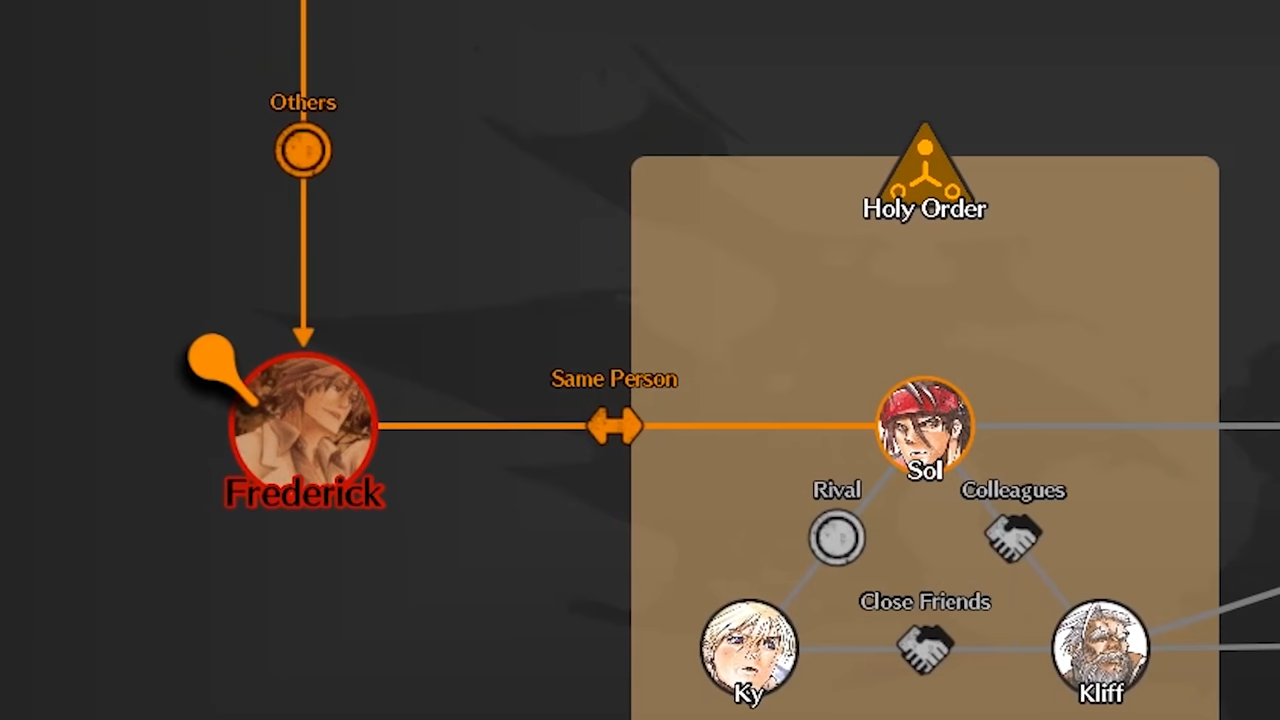 Others
Holy Order
Same Person
Frederick
Sol
Rival
Colleagues
Close Friends
Ky
Kliff